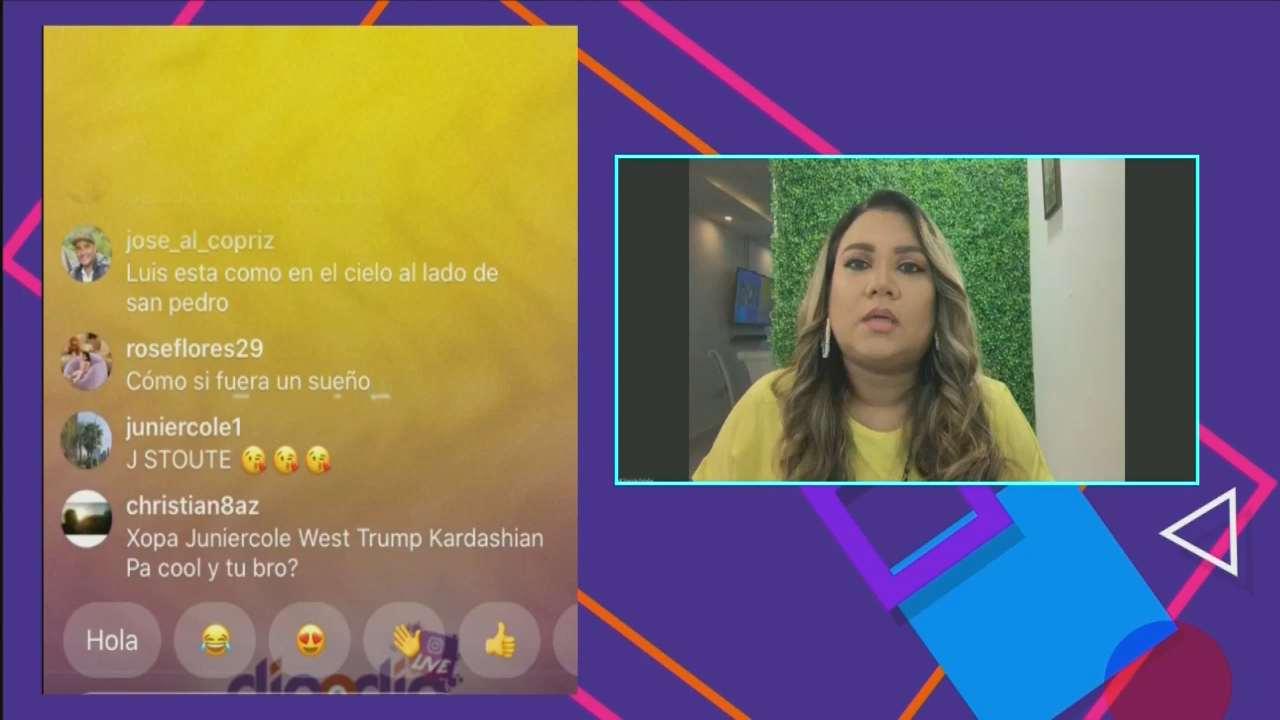 jose_al_copriz
Luis esta como en el cielo al lado de
san pedro
roseflores29
Cómo si fuera un sueño
juniercole1
J STOUTE 😘😘😘
christian8az
Xopa Juniercole West Trump Kardashian
Pa cool y tu bro?
Hola
LIVE